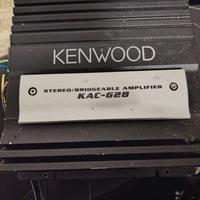 KENWOOD
STEREO/BRIDGEABLE AMPLIFIER
KAC-628